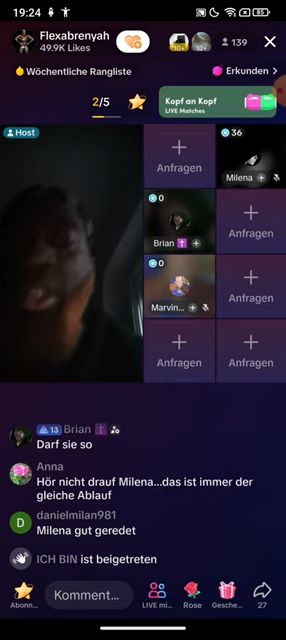 19:24
85
Flexabrenyah
49.9K Likes
10+
10+
139
Wöchentliche Rangliste
Erkunden >
2/5
Kopf an Kopf
LIVE Matches
Host
Anfragen
36
Milena
0
Brian
Anfragen
0
Marvin...
Anfragen
Anfragen
Anfragen
13 Brian
Darf sie so
Anna
Hör nicht drauf Milena...das ist immer der
gleiche Ablauf
D
danielmilan981
Milena gut geredet
ICH BIN ist beigetreten
Abonn...
Komment...
LIVE mi...
Rose
Gesche...
27